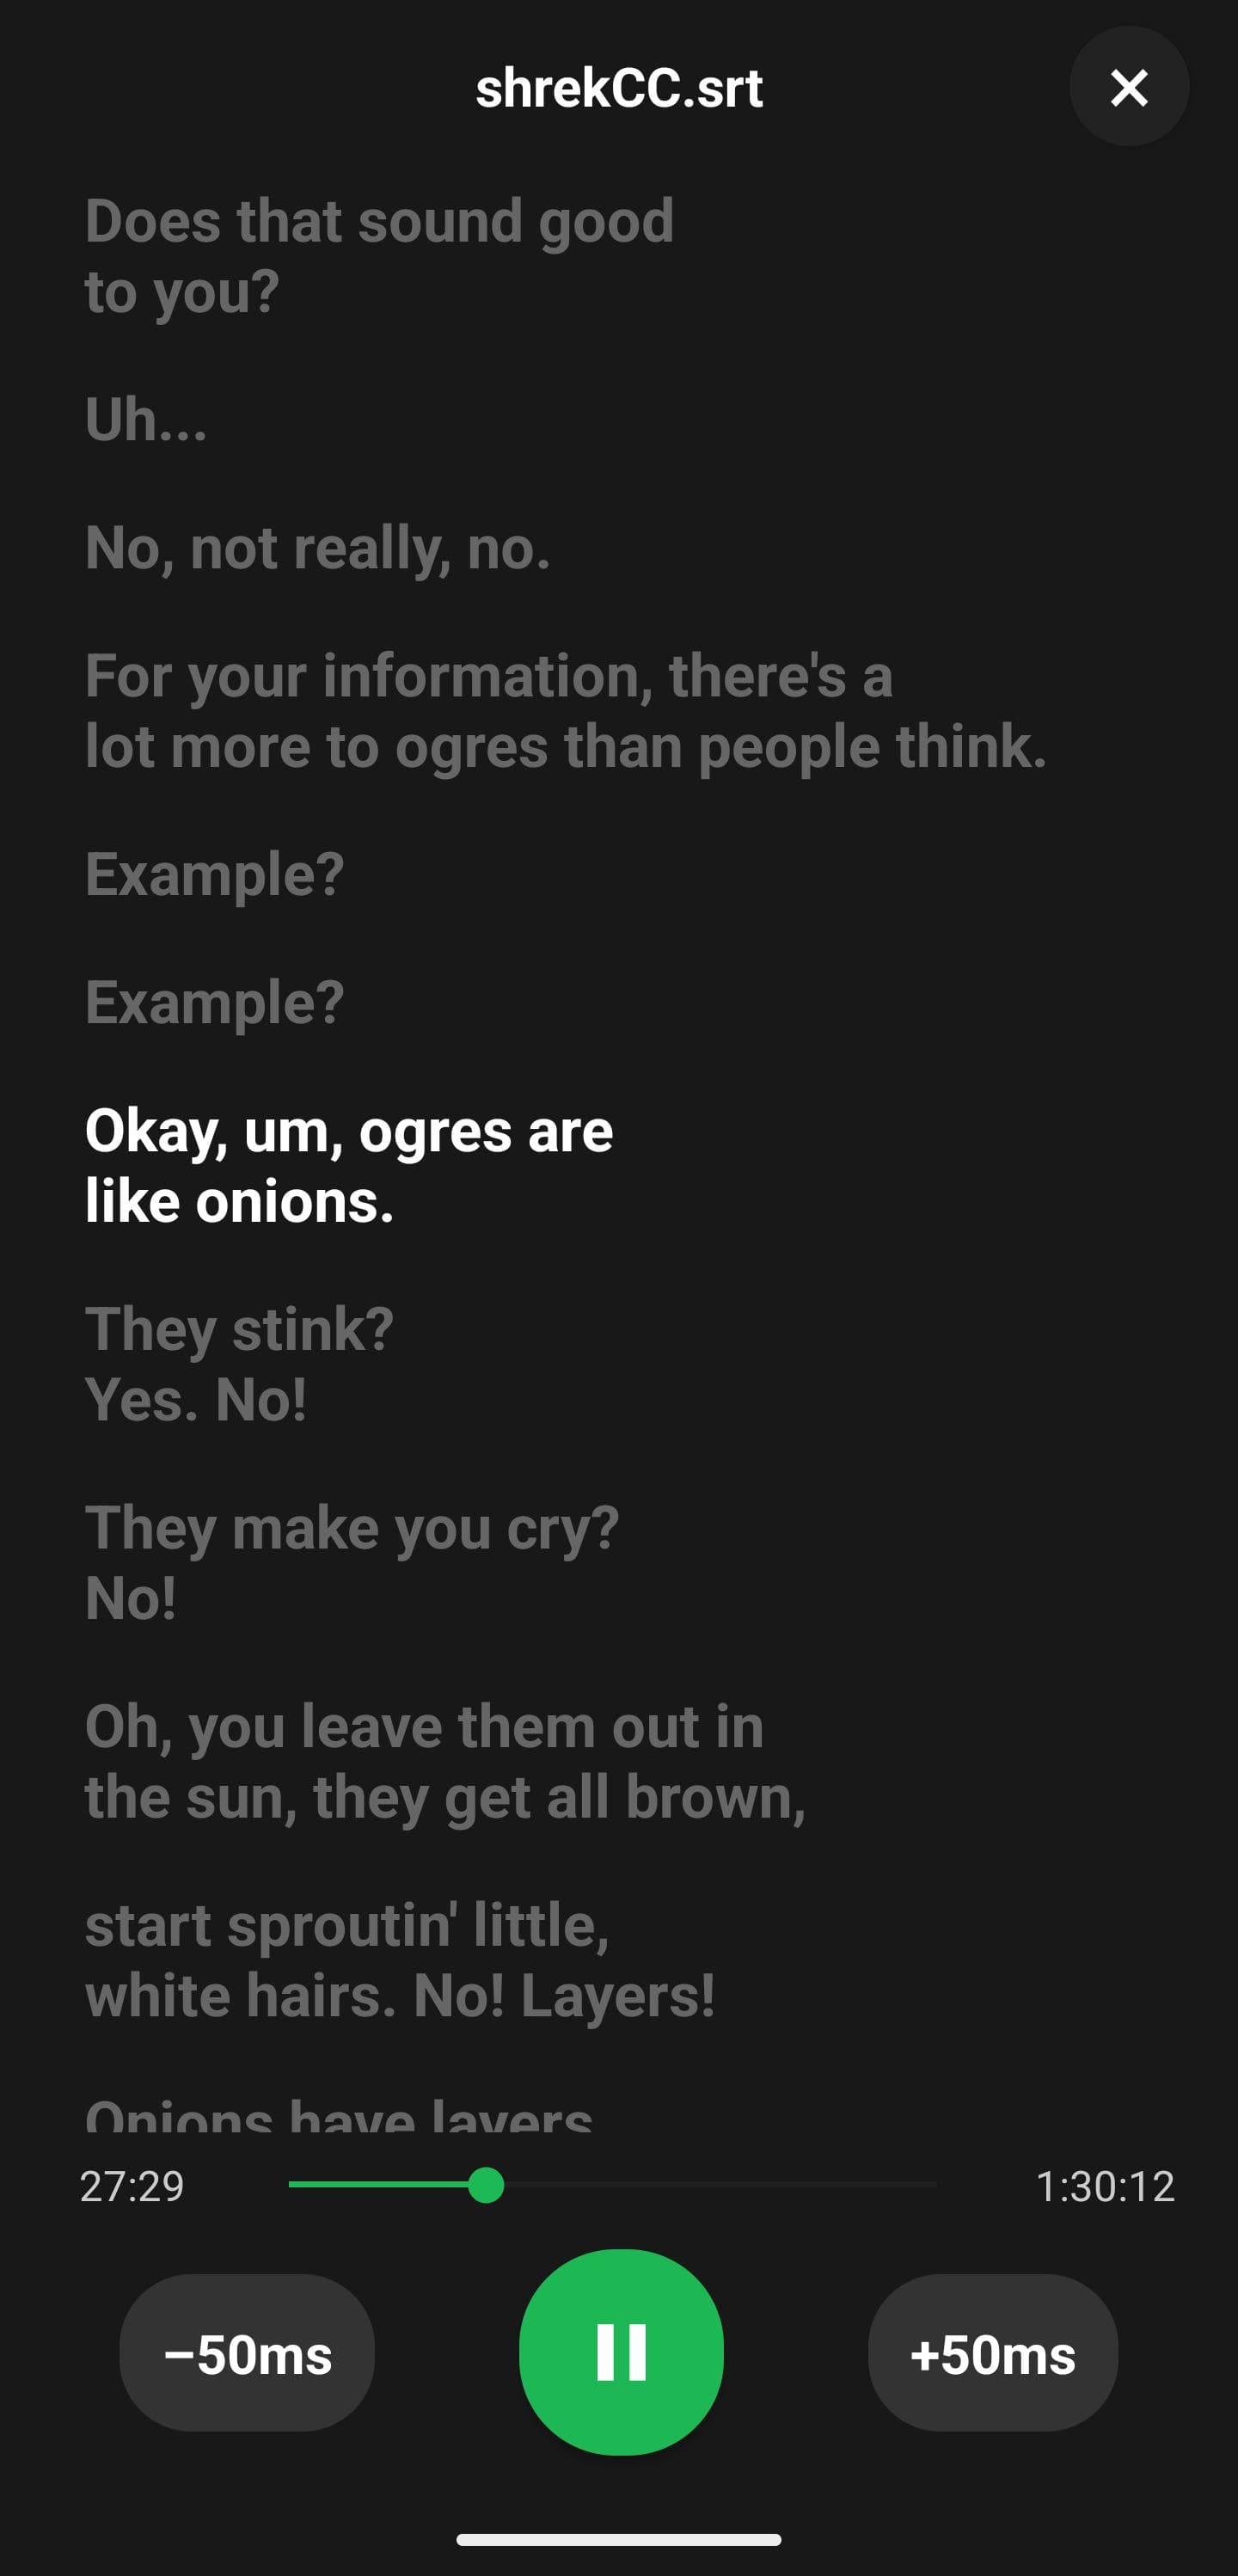 shrekCC.srt
Does that sound good
to you?
Uh...
No, not really, no.
For your information, there's a
lot more to ogres than people think.
Example?
Example?
Okay, um, ogres are
like onions.
They stink?
Yes. No!
They make you cry?
No!
Oh, you leave them out in
the sun, they get all brown,
start sproutin' little,
white hairs. No! Layers!
Onions have layers
27:29
1:30:12
–50ms
+50ms